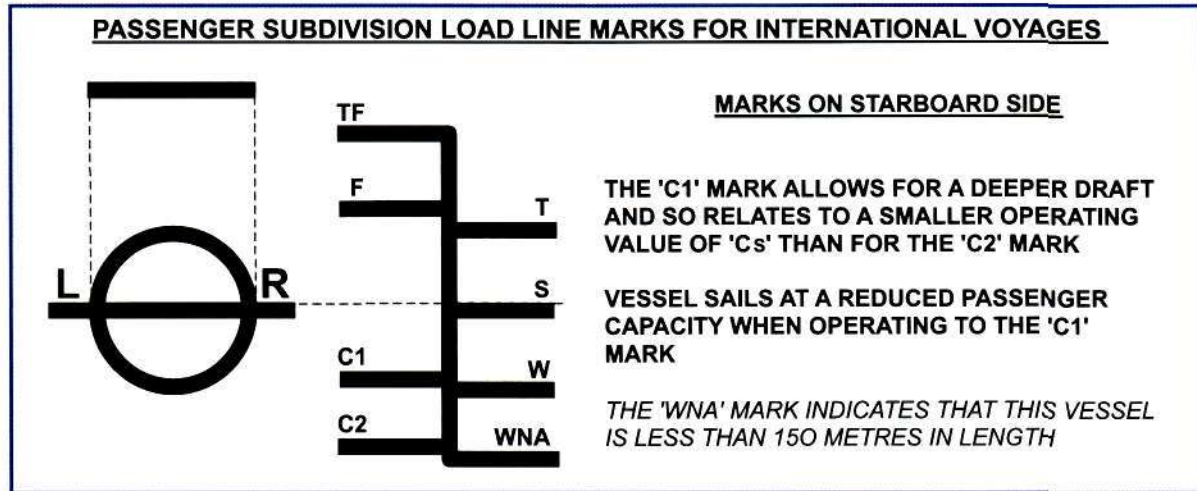 PASSENGER SUBDIVISION LOAD LINE MARKS FOR INTERNATIONAL VOYAGES
MARKS ON STARBOARD SIDE
TF
F
T
L R
S
C1
W
C2
WNA
THE 'C1' MARK ALLOWS FOR A DEEPER DRAFT
AND SO RELATES TO A SMALLER OPERATING
VALUE OF 'Cs' THAN FOR THE 'C2' MARK
VESSEL SAILS AT A REDUCED PASSENGER
CAPACITY WHEN OPERATING TO THE 'C1'
MARK
THE 'WNA' MARK INDICATES THAT THIS VESSEL
IS LESS THAN 15O METRES IN LENGTH